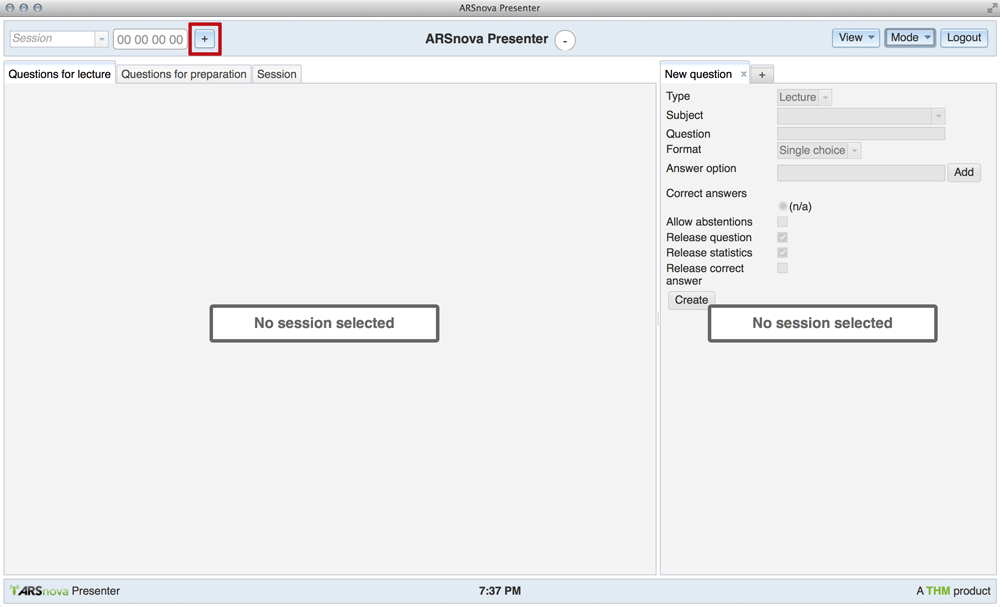 ARSnova Presenter
Session
00 00 00 00
+
ARSnova Presenter
-
View
Mode
Logout
Questions for lecture
Questions for preparation
Session
No session selected
New question
x
+
Type
Lecture
Subject
Question
Format
Single choice
Answer option
Add
Correct answers
(n/a)
Allow abstentions
Release question
Release statistics
Release correct
answer
Create
No session selected
ARSnova Presenter
7:37 PM
A THM product